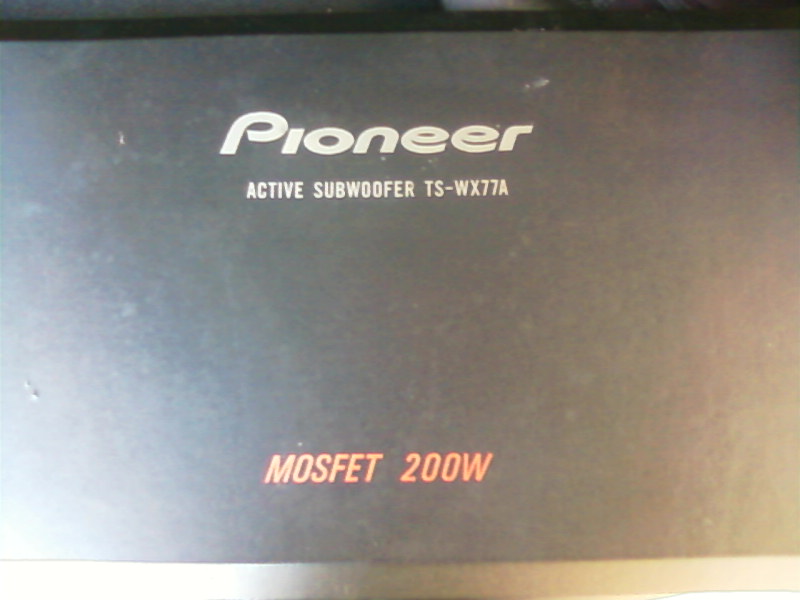 Pioneer
ACTIVE SUBWOOFER TS-WX77A
MOSFET 200W